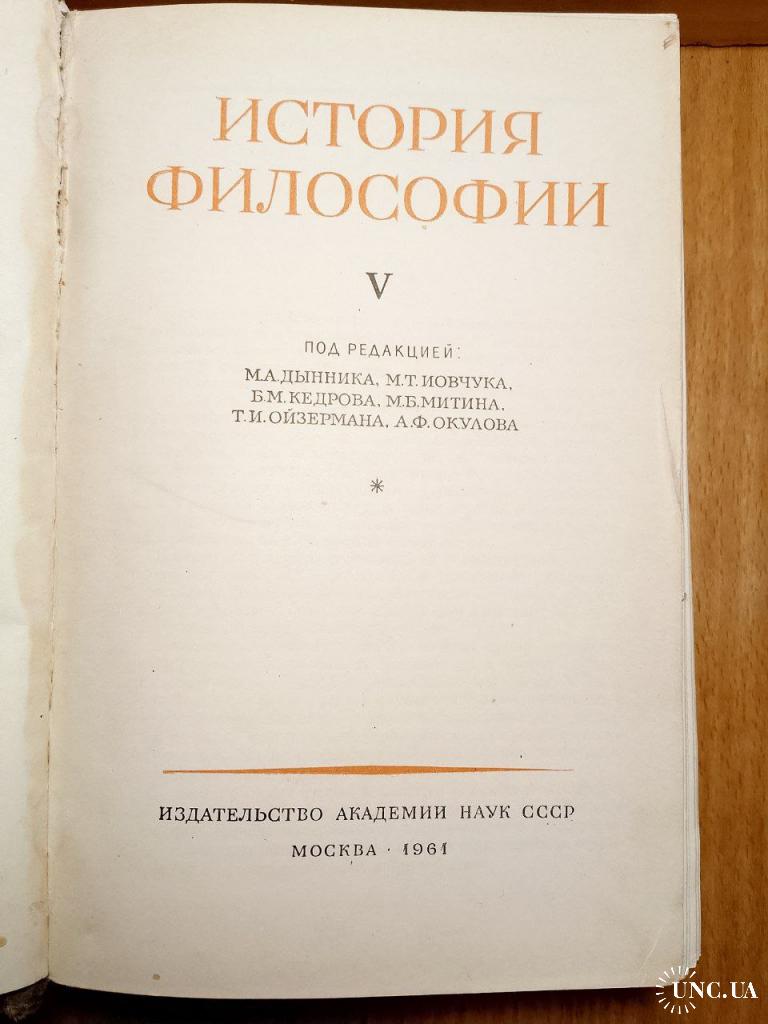 ИСТОРИЯ
ФИЛОСОФИИ
V
ПОД РЕДАКЦИЕЙ:
М.А.ДЫННИКА, М.Т.ИОВЧУКА,
Б.М.КЕДРОВА, М.Б.МИТИНА,
Т.И.ОЙЗЕРМАНА, А.Ф.ОКУЛОВА
*
ИЗДАТЕЛЬСТВО АКАДЕМИИ НАУК СССР
МОСКВА · 1961
UNC.UA